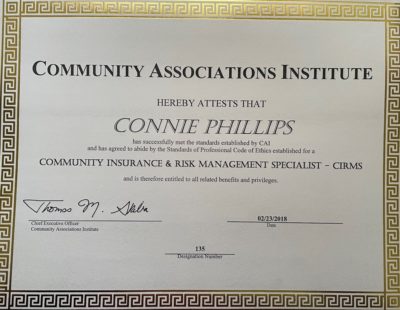 COMMUNITY ASSOCIATIONS INSTITUTE
HEREBY ATTESTS THAT
CONNIE PHILLIPS
has successfully met the standards established by CAI
and has agreed to abide by the Standards of Professional Code of Ethics established for a
COMMUNITY INSURANCE & RISK MANAGEMENT SPECIALIST – CIRMS
and is therefore entitled to all related benefits and privileges.
Thomas M. Skiba
Chief Executive Officer
Community Associations Institute
02/23/2018
Date
135
Designation Number